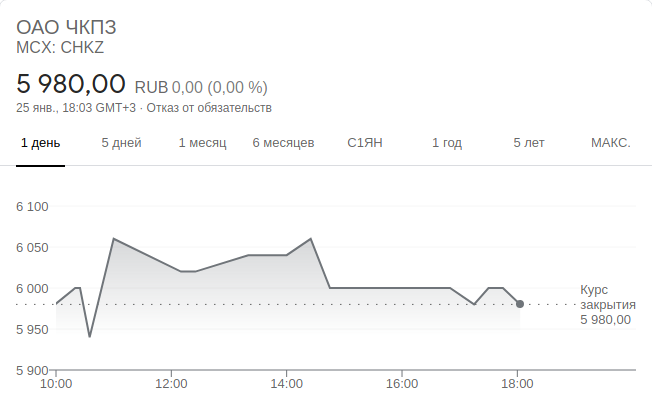 ОАО ЧКПЗ
MCX: CHKZ
5 980,00 RUB 0,00 (0,00 %)
25 янв., 18:03 GMT+3 · Отказ от обязательств
1 день 5 дней 1 месяц 6 месяцев С1ЯН 1 год 5 лет МАКС.
6 100
6 050
6 000
5 950
5 900
Курс
закрытия
5 980,00
10:00 12:00 14:00 16:00 18:00